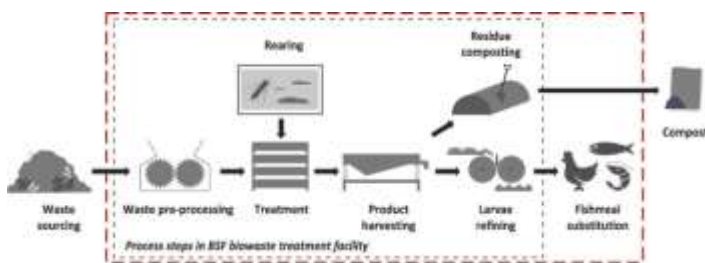 Rearing
Residue
composting
Compost
Waste
sourcing
Waste pre-processing
Treatment
Product
harvesting
Larvae
refining
Fishmeal
substitution
Process steps in BSF biowaste treatment facility